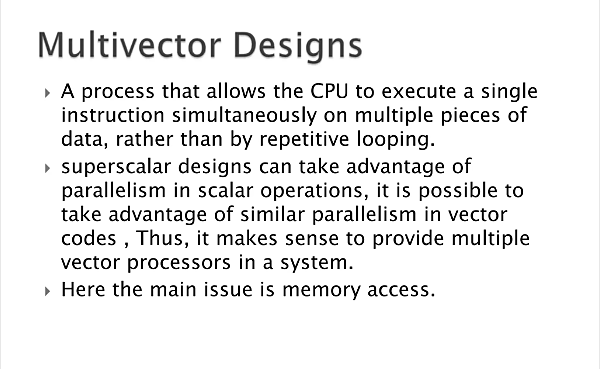 Multivector Designs
A process that allows the CPU to execute a single
instruction simultaneously on multiple pieces of
data, rather than by repetitive looping.
superscalar designs can take advantage of
parallelism in scalar operations, it is possible to
take advantage of similar parallelism in vector
codes , Thus, it makes sense to provide multiple
vector processors in a system.
Here the main issue is memory access.